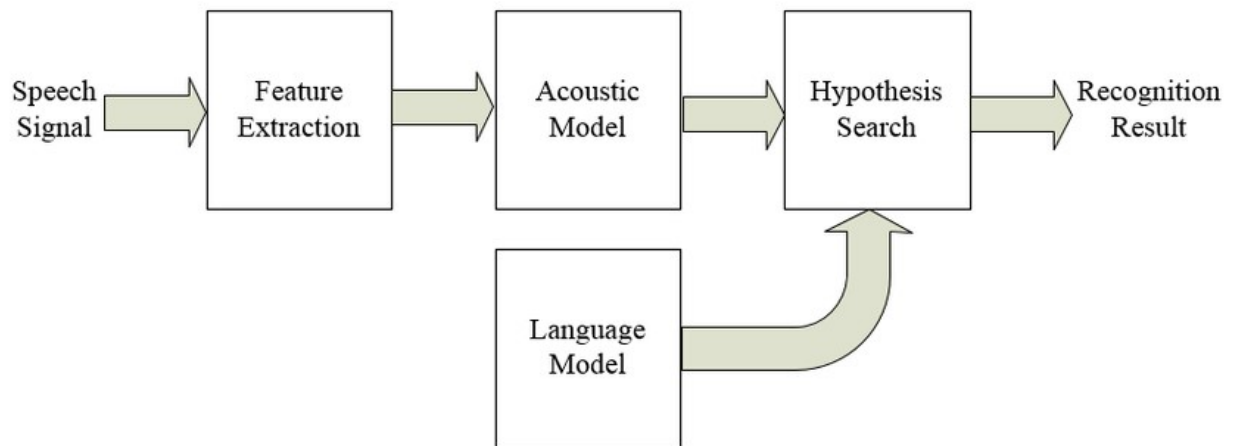 Speech
Signal
Feature
Extraction
Acoustic
Model
Hypothesis
Search
Recognition
Result
Language
Model